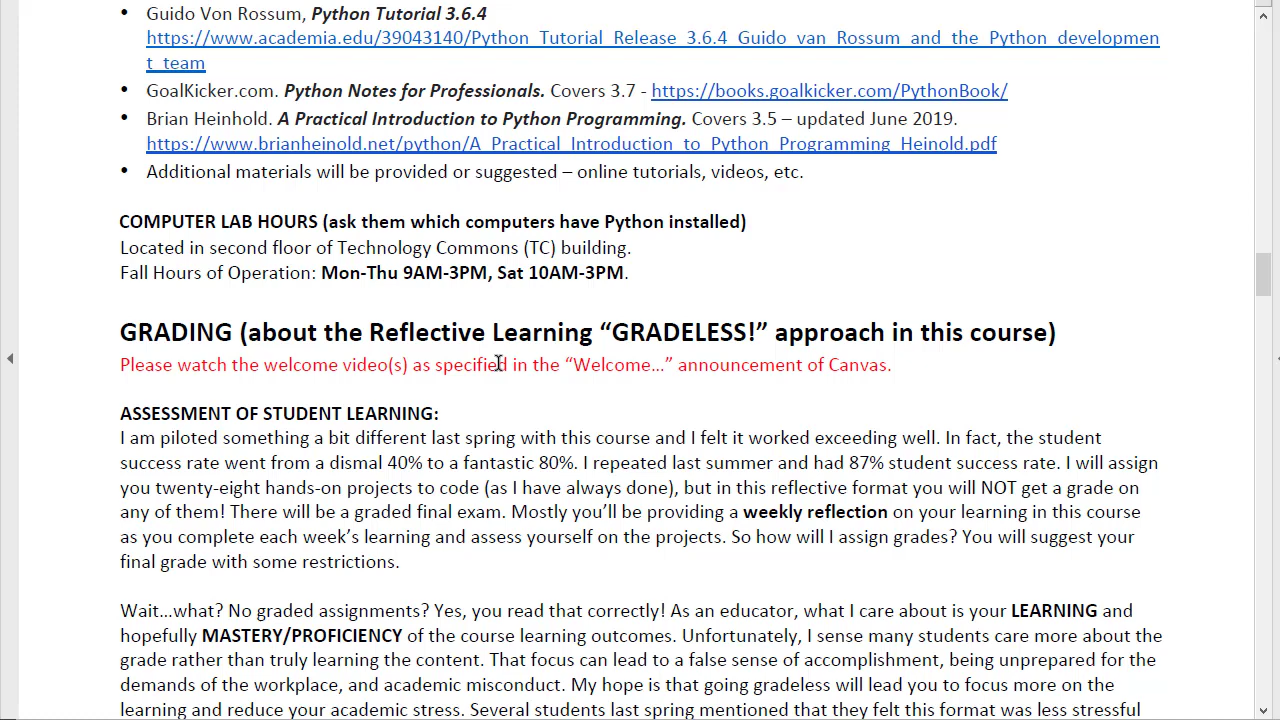 • Guido Von Rossum, Python Tutorial 3.6.4
https://www.academia.edu/39043140/Python_Tutorial_Release_3.6.4_Guido_van_Rossum_and_the_Python_developmen
t_team
• GoalKicker.com. Python Notes for Professionals. Covers 3.7 - https://books.goalkicker.com/PythonBook/
• Brian Heinhold. A Practical Introduction to Python Programming. Covers 3.5 – updated June 2019.
https://www.brianheinold.net/python/A_Practical_Introduction_to_Python_Programming_Heinold.pdf
• Additional materials will be provided or suggested – online tutorials, videos, etc.
COMPUTER LAB HOURS (ask them which computers have Python installed)
Located in second floor of Technology Commons (TC) building.
Fall Hours of Operation: Mon-Thu 9AM-3PM, Sat 10AM-3PM.
GRADING (about the Reflective Learning “GRADELESS!” approach in this course)
Please watch the welcome video(s) as specified in the “Welcome…” announcement of Canvas.
ASSESSMENT OF STUDENT LEARNING:
I am piloted something a bit different last spring with this course and I felt it worked exceeding well. In fact, the student
success rate went from a dismal 40% to a fantastic 80%. I repeated last summer and had 87% student success rate. I will assign
you twenty-eight hands-on projects to code (as I have always done), but in this reflective format you will NOT get a grade on
any of them! There will be a graded final exam. Mostly you’ll be providing a weekly reflection on your learning in this course
as you complete each week’s learning and assess yourself on the projects. So how will I assign grades? You will suggest your
final grade with some restrictions.
Wait…what? No graded assignments? Yes, you read that correctly! As an educator, what I care about is your LEARNING and
hopefully MASTERY/PROFICIENCY of the course learning outcomes. Unfortunately, I sense many students care more about the
grade rather than truly learning the content. That focus can lead to a false sense of accomplishment, being unprepared for the
demands of the workplace, and academic misconduct. My hope is that going gradeless will lead you to focus more on the
learning and reduce your academic stress. Several students last spring mentioned that they felt this format was less stressful